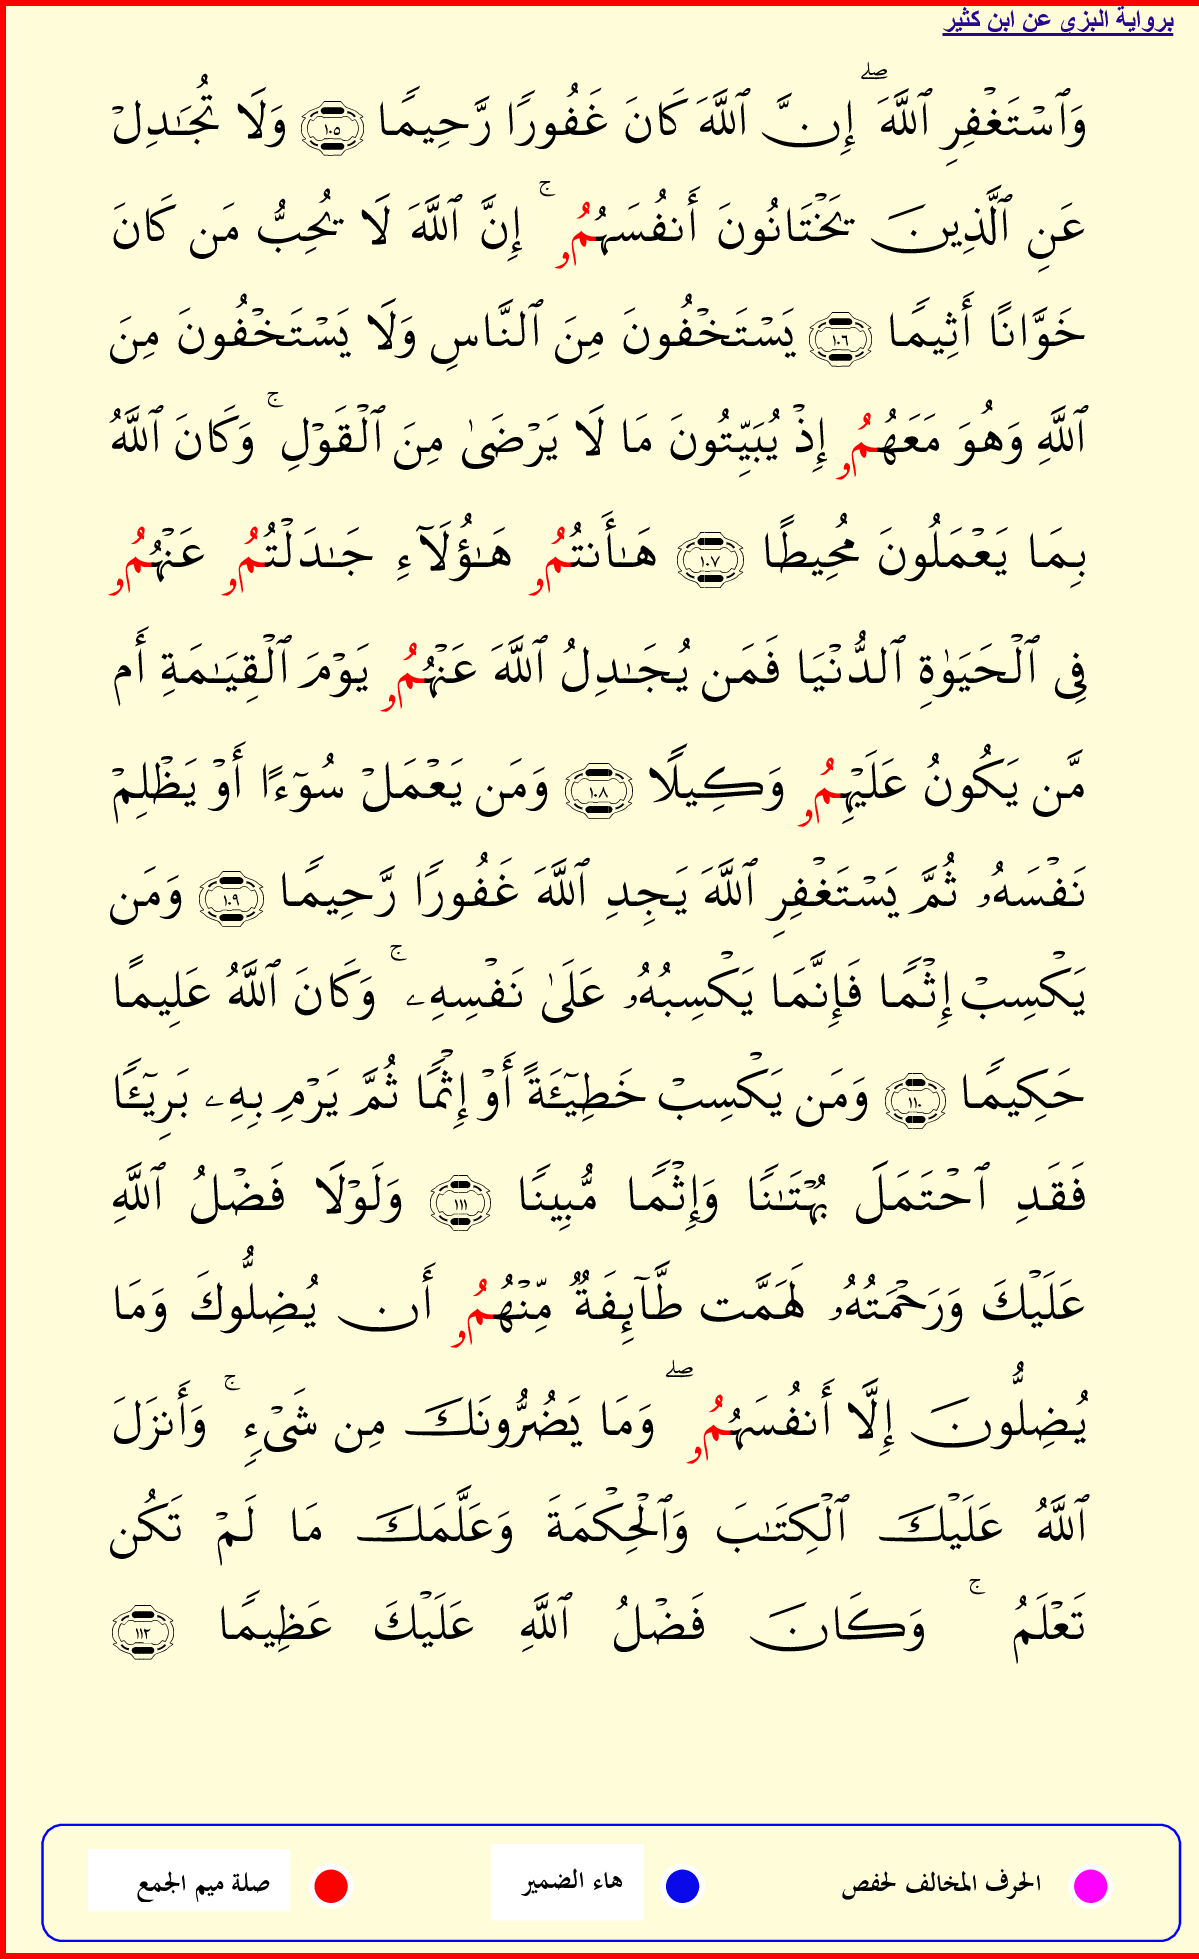 برواية البزى عن ابن كثير
وَٱسۡتَغۡفِرِ ٱللَّهَۖ إِنَّ ٱللَّهَ كَانَ غَفُورٗا رَّحِيمٗا ١٠٥ وَلَا تُجَٰدِلۡ
عَنِ ٱلَّذِينَ يَخۡتَانُونَ أَنفُسَهُمُۥۚ إِنَّ ٱللَّهَ لَا يُحِبُّ مَن كَانَ
خَوَّانًا أَثِيمٗا ١٠٦ يَسۡتَخۡفُونَ مِنَ ٱلنَّاسِ وَلَا يَسۡتَخۡفُونَ مِنَ
ٱللَّهِ وَهُوَ مَعَهُمُۥ إِذۡ يُبَيِّتُونَ مَا لَا يَرۡضَىٰ مِنَ ٱلۡقَوۡلِۚ وَكَانَ ٱللَّهُ
بِمَا يَعۡمَلُونَ مُحِيطًا ١٠٧ هَٰٓأَنتُمُۥ هَٰٓؤُلَآءِ جَٰدَلۡتُمُۥ عَنۡهُمُۥ
فِى ٱلۡحَيَوٰةِ ٱلدُّنۡيَا فَمَن يُجَٰدِلُ ٱللَّهَ عَنۡهُمُۥ يَوۡمَ ٱلۡقِيَٰمَةِ أَم
مَّن يَكُونُ عَلَيۡهِمُۥ وَكِيلٗا ١٠٨ وَمَن يَعۡمَلۡ سُوٓءًا أَوۡ يَظۡلِمۡ
نَفۡسَهُۥ ثُمَّ يَسۡتَغۡفِرِ ٱللَّهَ يَجِدِ ٱللَّهَ غَفُورٗا رَّحِيمٗا ١٠٩ وَمَن
يَكۡسِبۡ إِثۡمٗا فَإِنَّمَا يَكۡسِبُهُۥ عَلَىٰ نَفۡسِهِۦۚ وَكَانَ ٱللَّهُ عَلِيمًا
حَكِيمٗا ١١٠ وَمَن يَكۡسِبۡ خَطِيٓـَٔةً أَوۡ إِثۡمٗا ثُمَّ يَرۡمِ بِهِۦ بَرِيٓـٔٗا
فَقَدِ ٱحۡتَمَلَ بُهۡتَٰنٗا وَإِثۡمٗا مُّبِينٗا ١١١ وَلَوۡلَا فَضۡلُ ٱللَّهِ
عَلَيۡكَ وَرَحۡمَتُهُۥ لَهَمَّت طَّآئِفَةٞ مِّنۡهُمُۥ أَن يُضِلُّوكَ وَمَا
يُضِلُّونَ إِلَّا أَنفُسَهُمُۥۖ وَمَا يَضُرُّونَكَ مِن شَىۡءٖۚ وَأَنزَلَ
ٱللَّهُ عَلَيۡكَ ٱلۡكِتَٰبَ وَٱلۡحِكۡمَةَ وَعَلَّمَكَ مَا لَمۡ تَكُن
تَعۡلَمُۚ وَكَانَ فَضۡلُ ٱللَّهِ عَلَيۡكَ عَظِيمٗا ١١٢
الحرف المخالف لحفص هاء الضمير صلة ميم الجمع